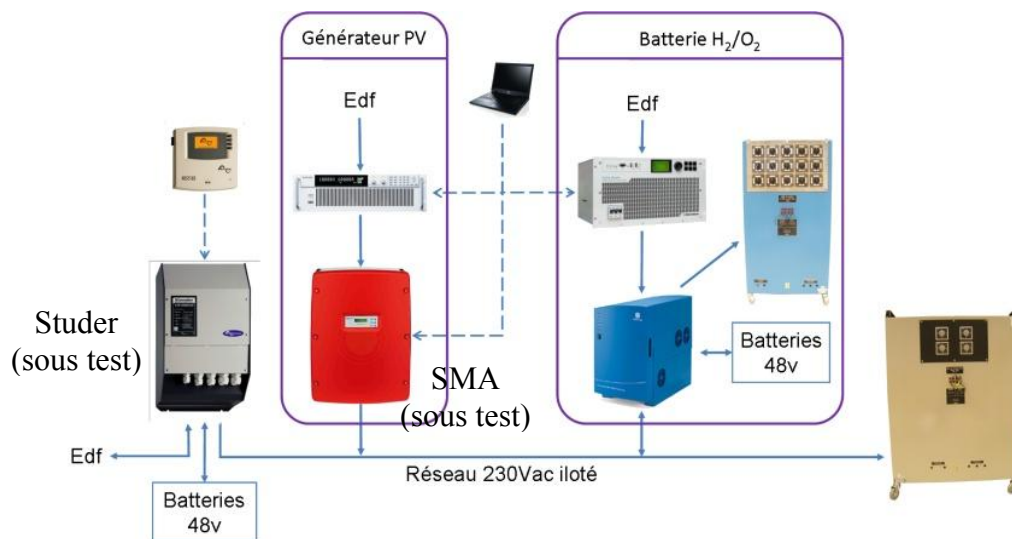 Générateur PV
Batterie H₂/O₂
Edf
Edf
Studer
(sous test)
SMA
(sous test)
Batteries
48v
Edf
Réseau 230Vac iloté
Batteries
48v